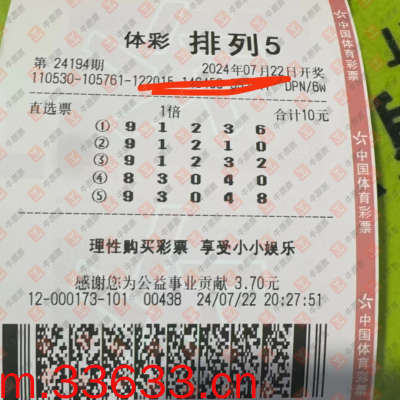 体彩 排列5
第 24194期 2024年07月22日开奖
110530-105761-122015 DPN/Bw
直选票 1倍 合计10元
① 9 1 2 3 6
② 9 1 2 1 0
③ 9 1 2 3 2
④ 8 3 0 4 0
⑤ 9 3 0 4 8
理性购买彩票 享受小小娱乐
感谢您为公益事业贡献 3.70元
12-000173-101 00438 24/07/22 20:27:51
m.33633.cn
中国体育彩票
中国体育彩票